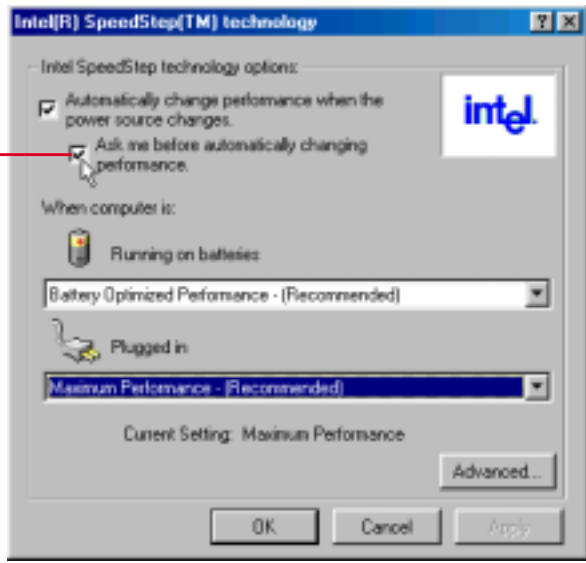 Intel(R) SpeedStep(TM) technology
Intel SpeedStep technology options:
Automatically change performance when the
power source changes.
intel.
Ask me before automatically changing
performance.
When computer is:
Running on batteries
Battery Optimized Performance - (Recommended)
Plugged in
Maximum Performance - (Recommended)
Current Setting: Maximum Performance
Advanced...
OK
Cancel
Apply